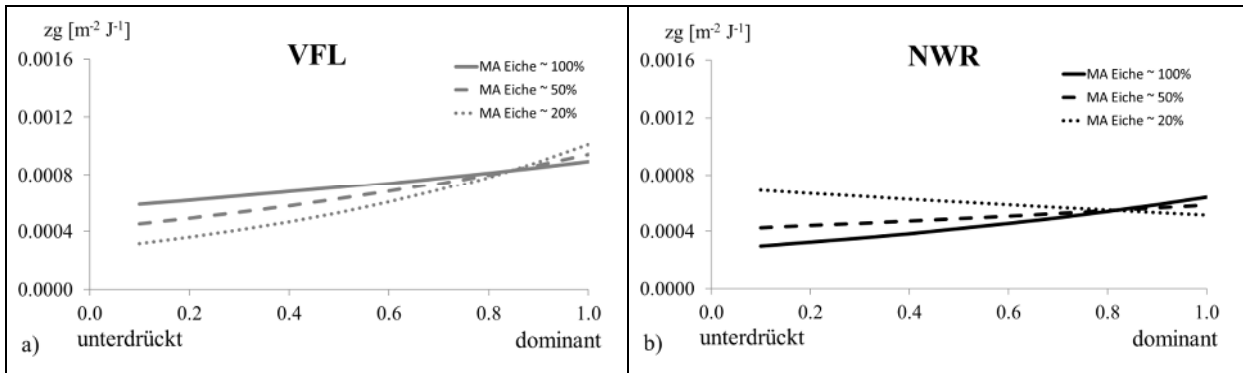 zg [m⁻² J⁻¹]
VFL
0.0016
MA Eiche ~ 100%
MA Eiche ~ 50%
MA Eiche ~ 20%
0.0012
0.0008
0.0004
0.0000
0.0 0.2 0.4 0.6 0.8 1.0
a) unterdrückt dominant
zg [m⁻² J⁻¹]
NWR
0.0016
MA Eiche ~ 100%
MA Eiche ~ 50%
MA Eiche ~ 20%
0.0012
0.0008
0.0004
0.0000
0.0 0.2 0.4 0.6 0.8 1.0
b) unterdrückt dominant